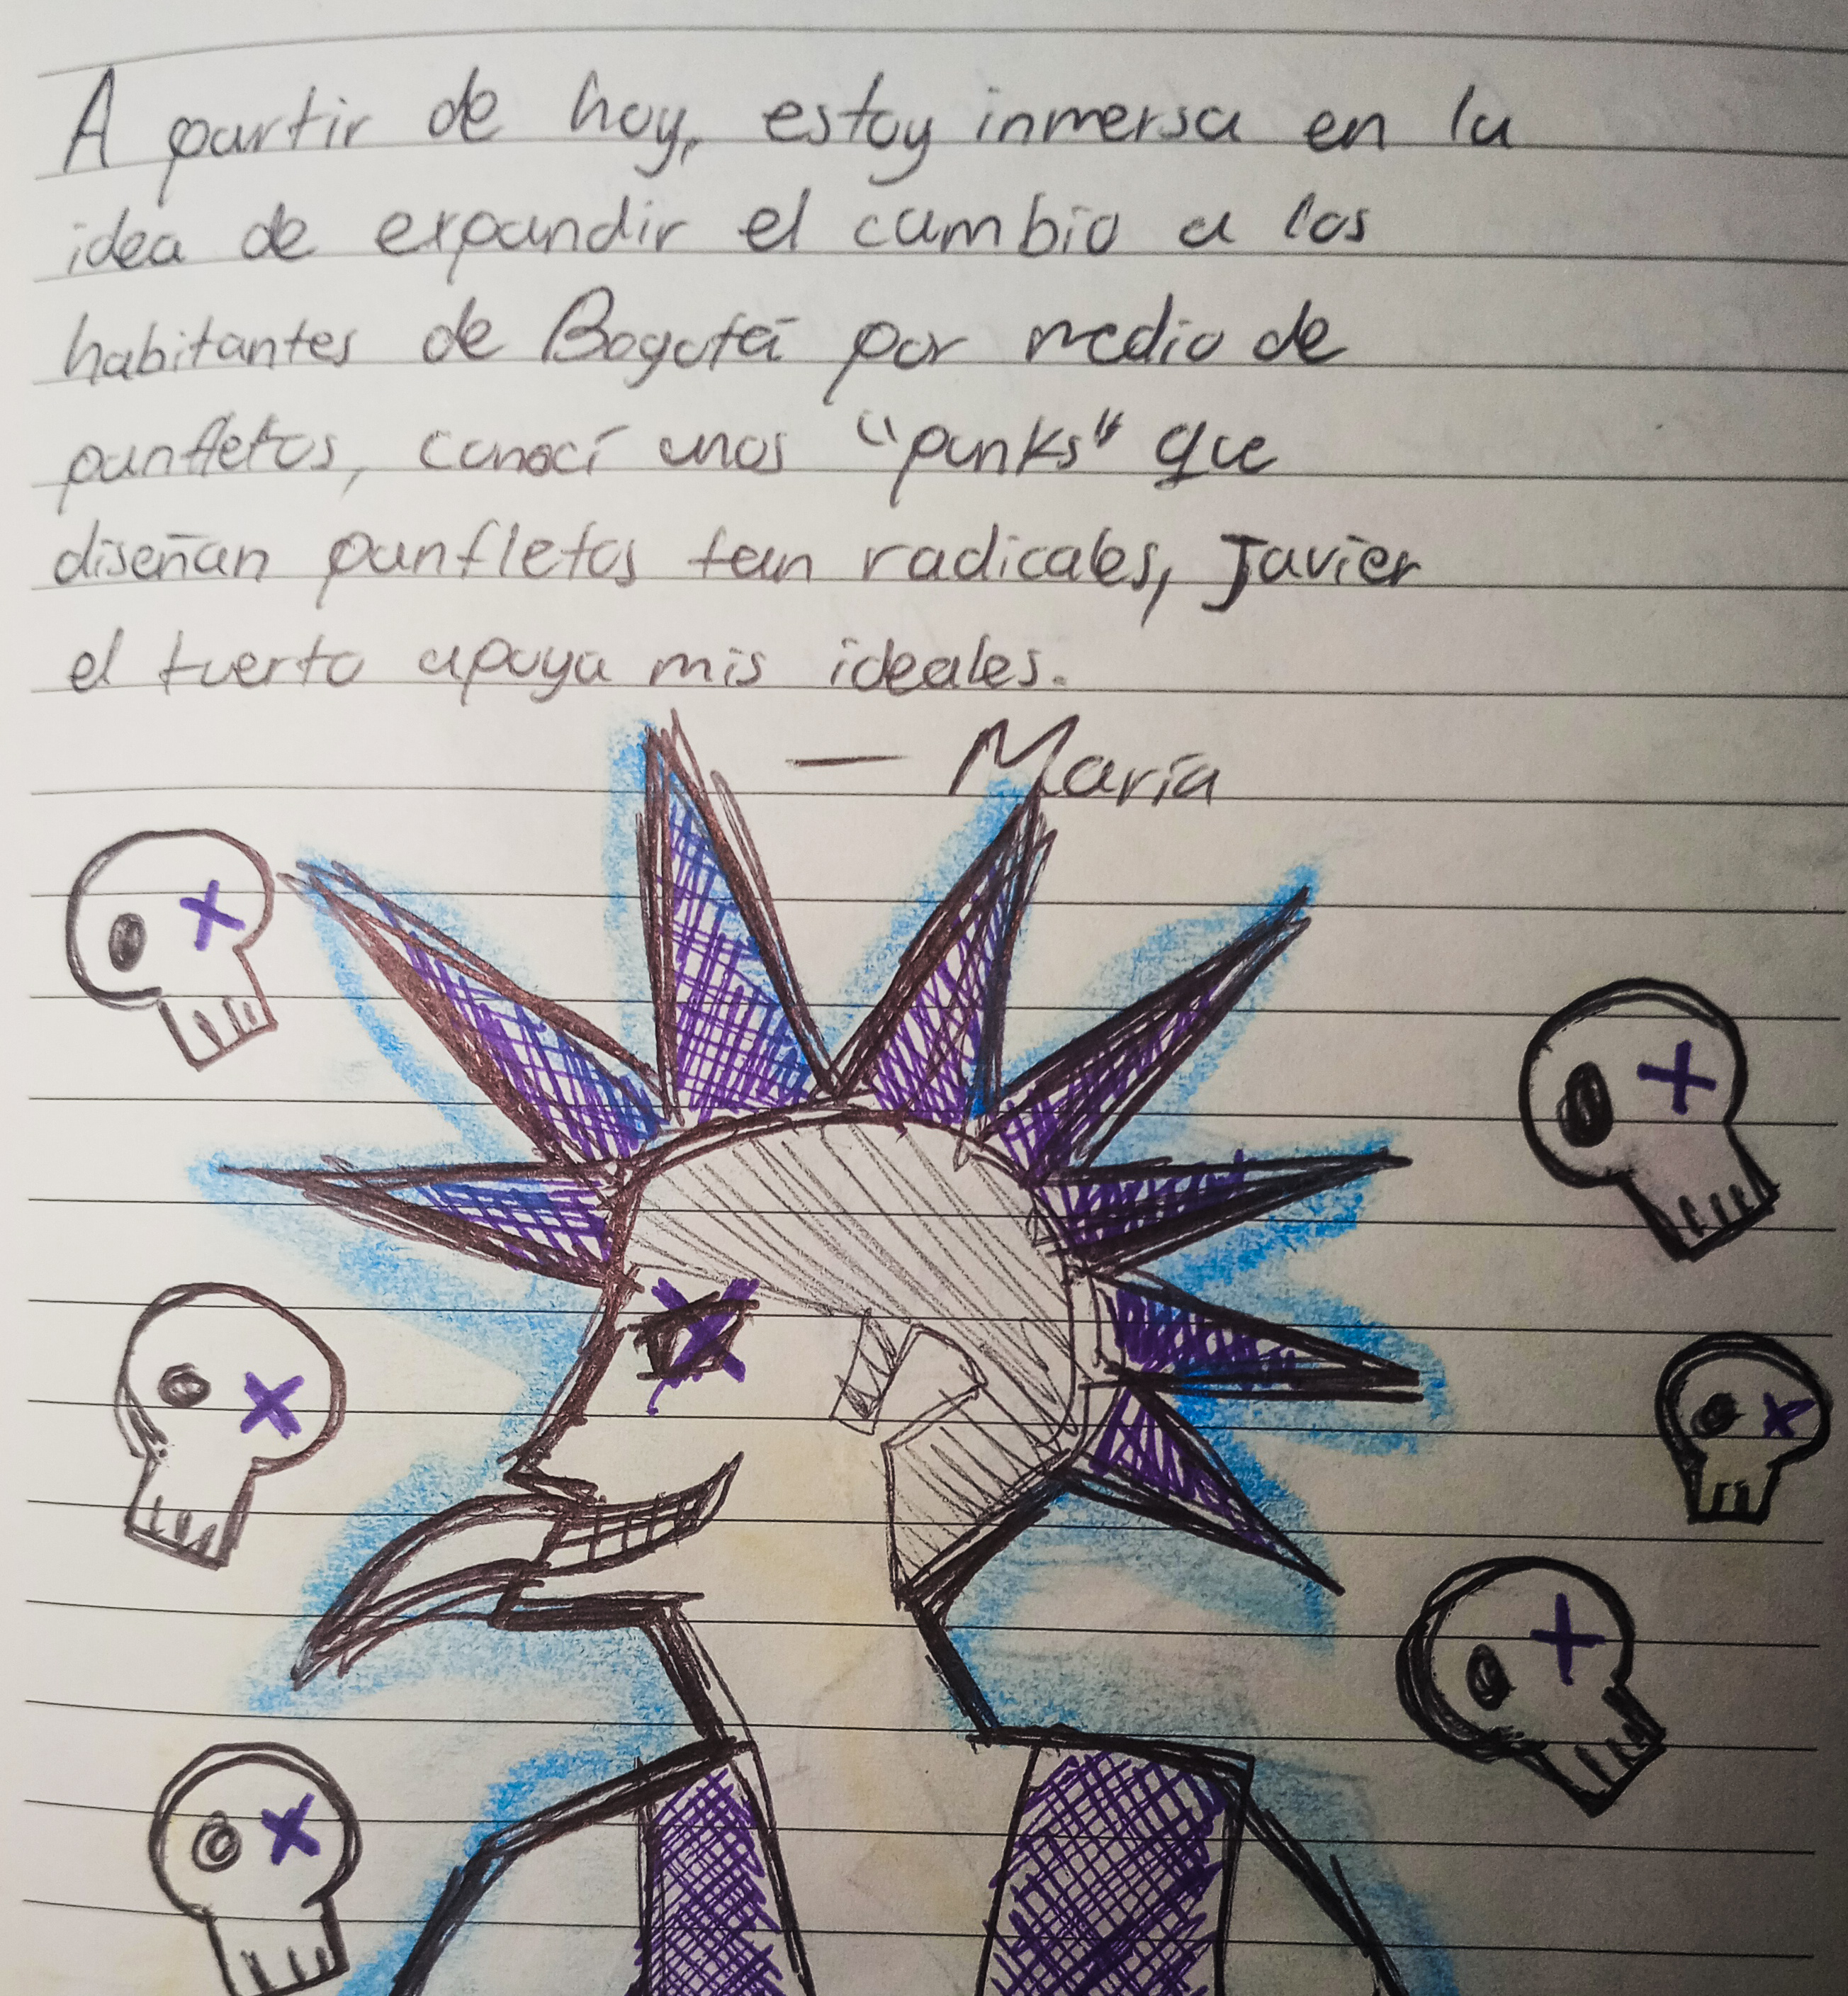 A partir de hoy, estoy inmersa en la
idea de expandir el cambio a los
habitantes de Bogotá por medio de
panfletos, conocí unos "punks" que
diseñan panfletos tan radicales, Javier
el tuerto apoya mis ideales.
— María